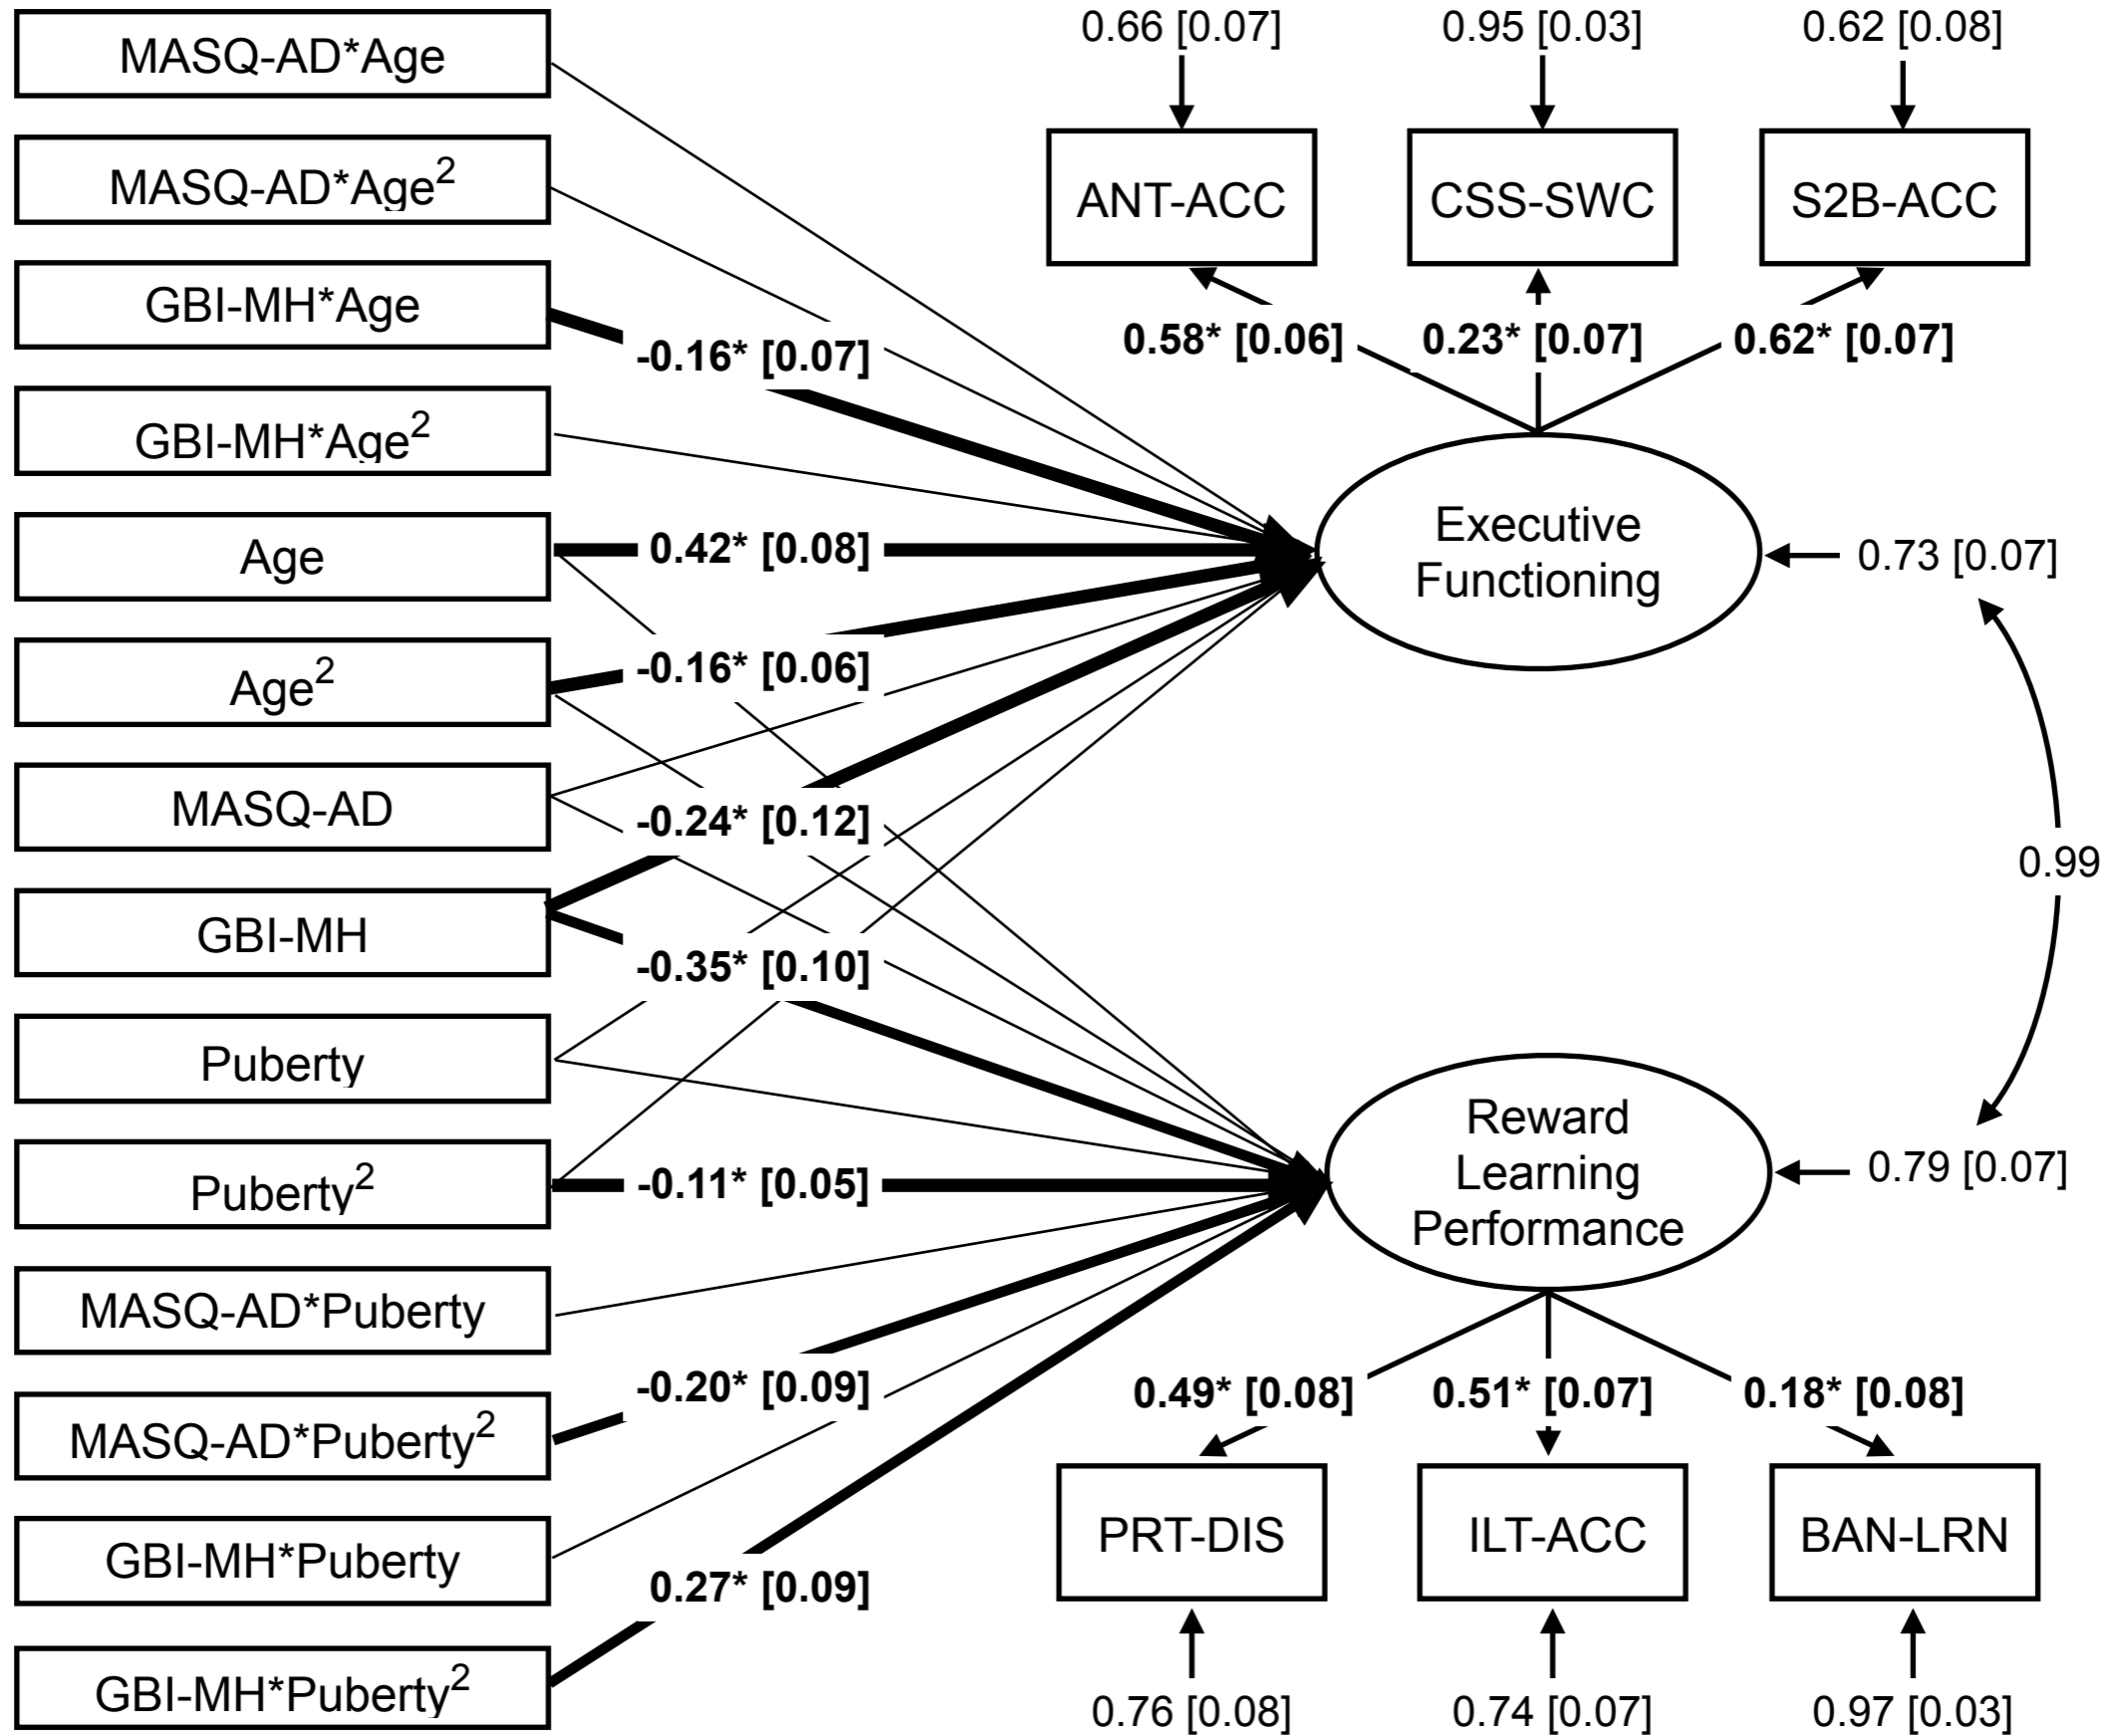 MASQ-AD*Age
MASQ-AD*Age²
GBI-MH*Age
GBI-MH*Age²
Age
Age²
MASQ-AD
GBI-MH
Puberty
Puberty²
MASQ-AD*Puberty
MASQ-AD*Puberty²
GBI-MH*Puberty
GBI-MH*Puberty²
-0.16* [0.07]
0.42* [0.08]
-0.16* [0.06]
-0.24* [0.12]
-0.35* [0.10]
-0.11* [0.05]
-0.20* [0.09]
0.27* [0.09]
0.66 [0.07]
0.95 [0.03]
0.62 [0.08]
ANT-ACC
CSS-SWC
S2B-ACC
0.58* [0.06]
0.23* [0.07]
0.62* [0.07]
Executive
Functioning
0.73 [0.07]
0.99
Reward
Learning
Performance
0.79 [0.07]
0.49* [0.08]
0.51* [0.07]
0.18* [0.08]
PRT-DIS
ILT-ACC
BAN-LRN
0.76 [0.08]
0.74 [0.07]
0.97 [0.03]